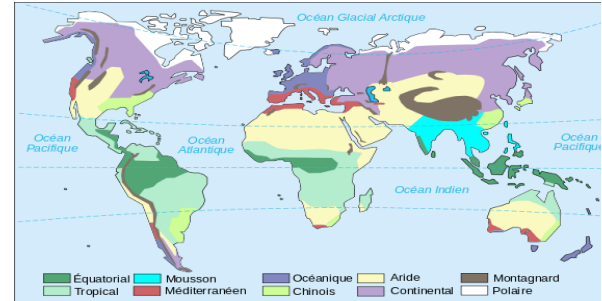 Océan Glacial Arctique
Océan
Pacifique
Océan
Atlantique
Océan
Pacifique
Océan Indien
Équatorial
Mousson
Océanique
Aride
Montagnard
Tropical
Méditerranéen
Chinois
Continental
Polaire